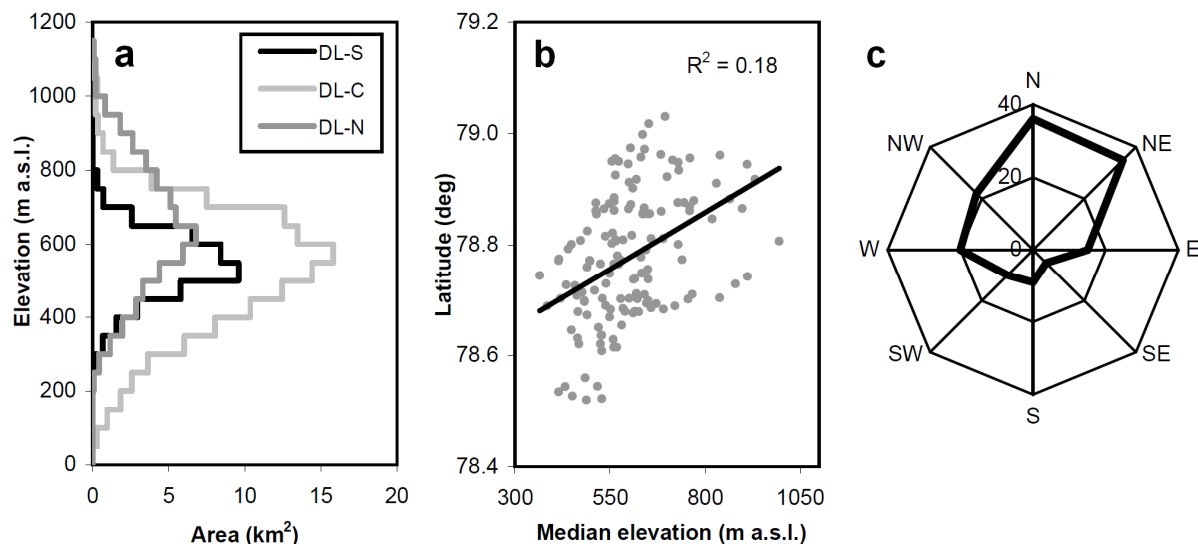 a
DL-S
DL-C
DL-N
1200
1000
800
600
400
200
0
Elevation (m a.s.l.)
0 5 10 15 20
Area (km²)
b
R² = 0.18
79.2
79.0
78.8
78.6
78.4
Latitude (deg)
300 550 800 1050
Median elevation (m a.s.l.)
c
N
40
NW NE
20
W 0 E
SW SE
S